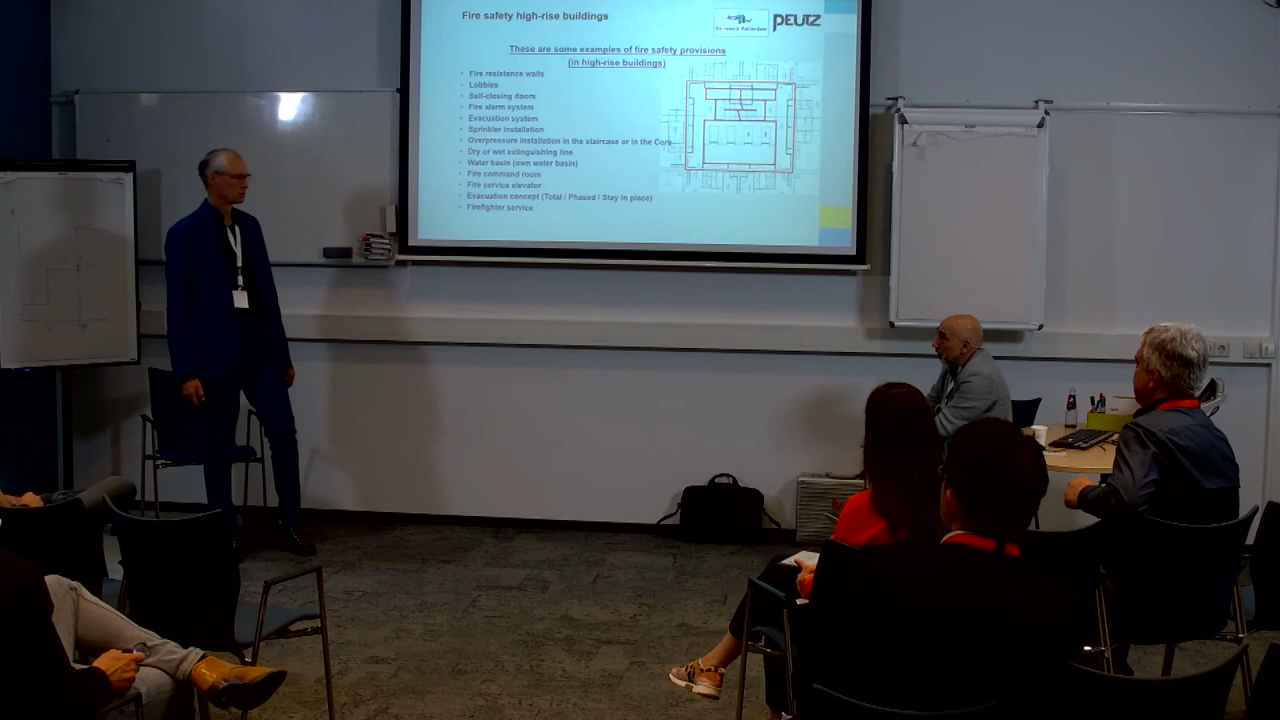 Fire safety high-rise buildings
PEUTZ
These are some examples of fire safety provisions
(in high-rise buildings)
• Fire resistance walls
• Lobbies
• Self-closing doors
• Fire alarm system
• Evacuation system
• Sprinkler installation
• Overpressure installation in the staircase or in the Core
• Dry or wet extinguishing line
• Water basin (own water basin)
• Fire command room
• Fire service elevator
• Evacuation concept (Total / Phased / Stay in place)
• Firefighter service